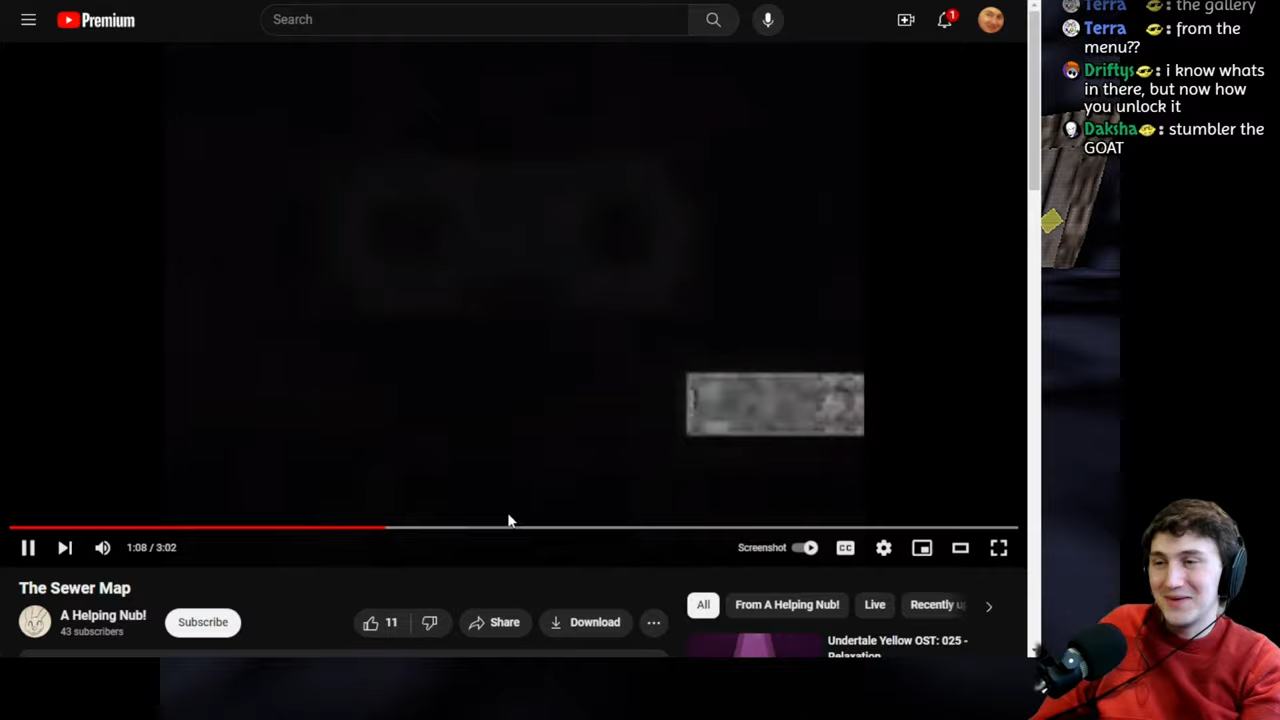 Premium
Search
1
Terra : the gallery
Terra : from the
menu??
Driftys : i know whats
in there, but now how
you unlock it
Daksha : stumbler the
GOAT
1:08 / 3:02
Screenshot
CC
The Sewer Map
A Helping Nub!
43 subscribers
Subscribe
11
Share
Download
All
From A Helping Nub!
Live
Recently u
Undertale Yellow OST: 025 -
Relaxation